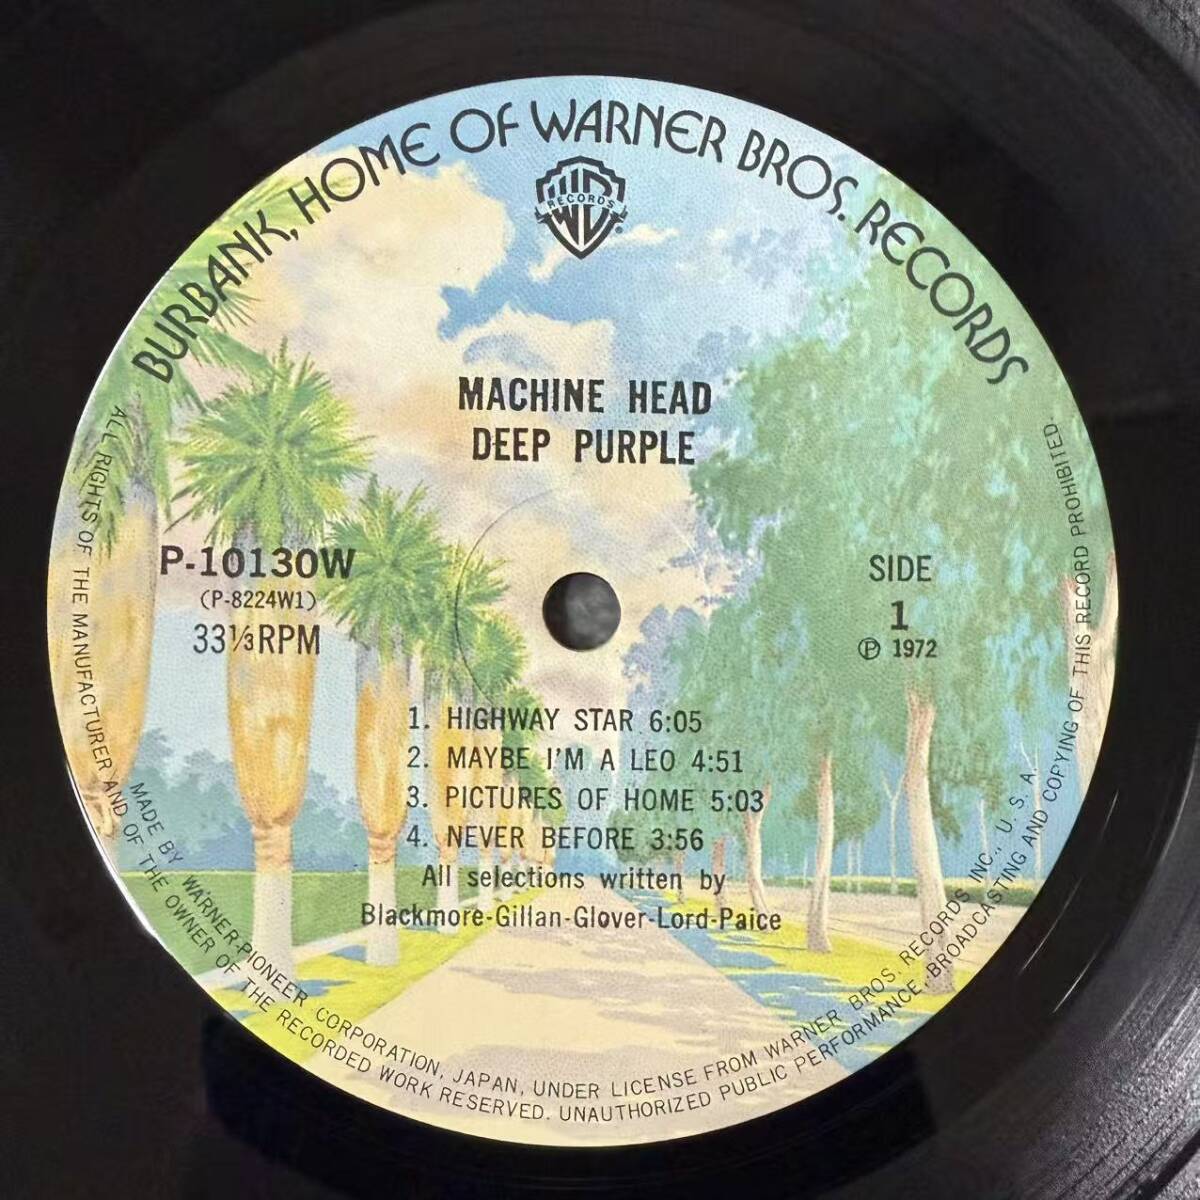 BURBANK, HOME OF WARNER BROS. RECORDS
W B
RECORDS
®
MACHINE HEAD
DEEP PURPLE
P-10130W
(P-8224W1)
33⅓RPM
SIDE
1
Ⓟ 1972
1. HIGHWAY STAR 6:05
2. MAYBE I'M A LEO 4:51
3. PICTURES OF HOME 5:03
4. NEVER BEFORE 3:56
All selections written by
Blackmore-Gillan-Glover-Lord-Paice
MADE BY WARNER-PIONEER CORPORATION, JAPAN, UNDER LICENSE FROM WARNER BROS. RECORDS INC., U. S. A.
ALL RIGHTS OF THE MANUFACTURER AND OF THE OWNER OF THE RECORDED WORK RESERVED. UNAUTHORIZED PUBLIC PERFORMANCE, BROADCASTING AND COPYING OF THIS RECORD PROHIBITED.